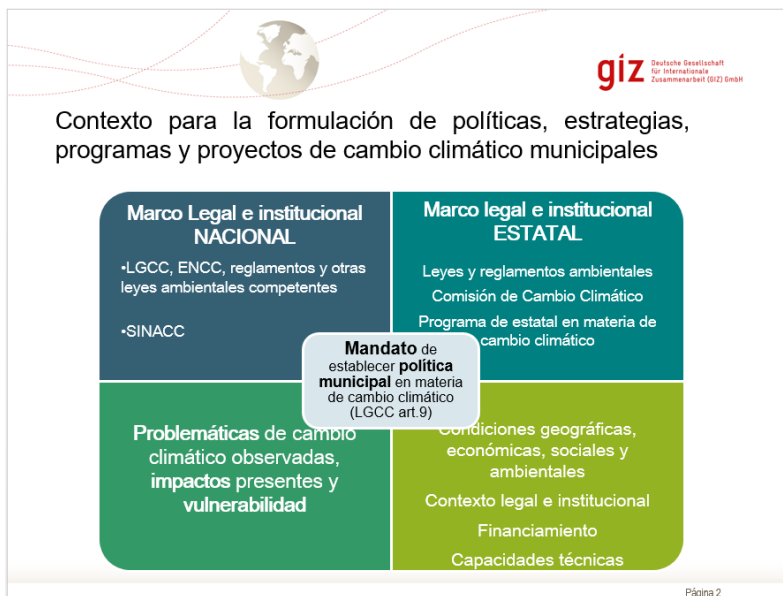 giz Deutsche Gesellschaft
für Internationale
Zusammenarbeit (GIZ) GmbH
Contexto para la formulación de políticas, estrategias,
programas y proyectos de cambio climático municipales
Marco Legal e institucional
NACIONAL
•LGCC, ENCC, reglamentos y otras
leyes ambientales competentes
•SINACC
Marco legal e institucional
ESTATAL
Leyes y reglamentos ambientales
Comisión de Cambio Climático
Programa de estatal en materia de
cambio climático
Mandato de
establecer política
municipal en materia
de cambio climático
(LGCC art.9)
Problemáticas de cambio
climático observadas,
impactos presentes y
vulnerabilidad
Condiciones geográficas,
económicas, sociales y
ambientales
Contexto legal e institucional
Financiamiento
Capacidades técnicas
Página 2